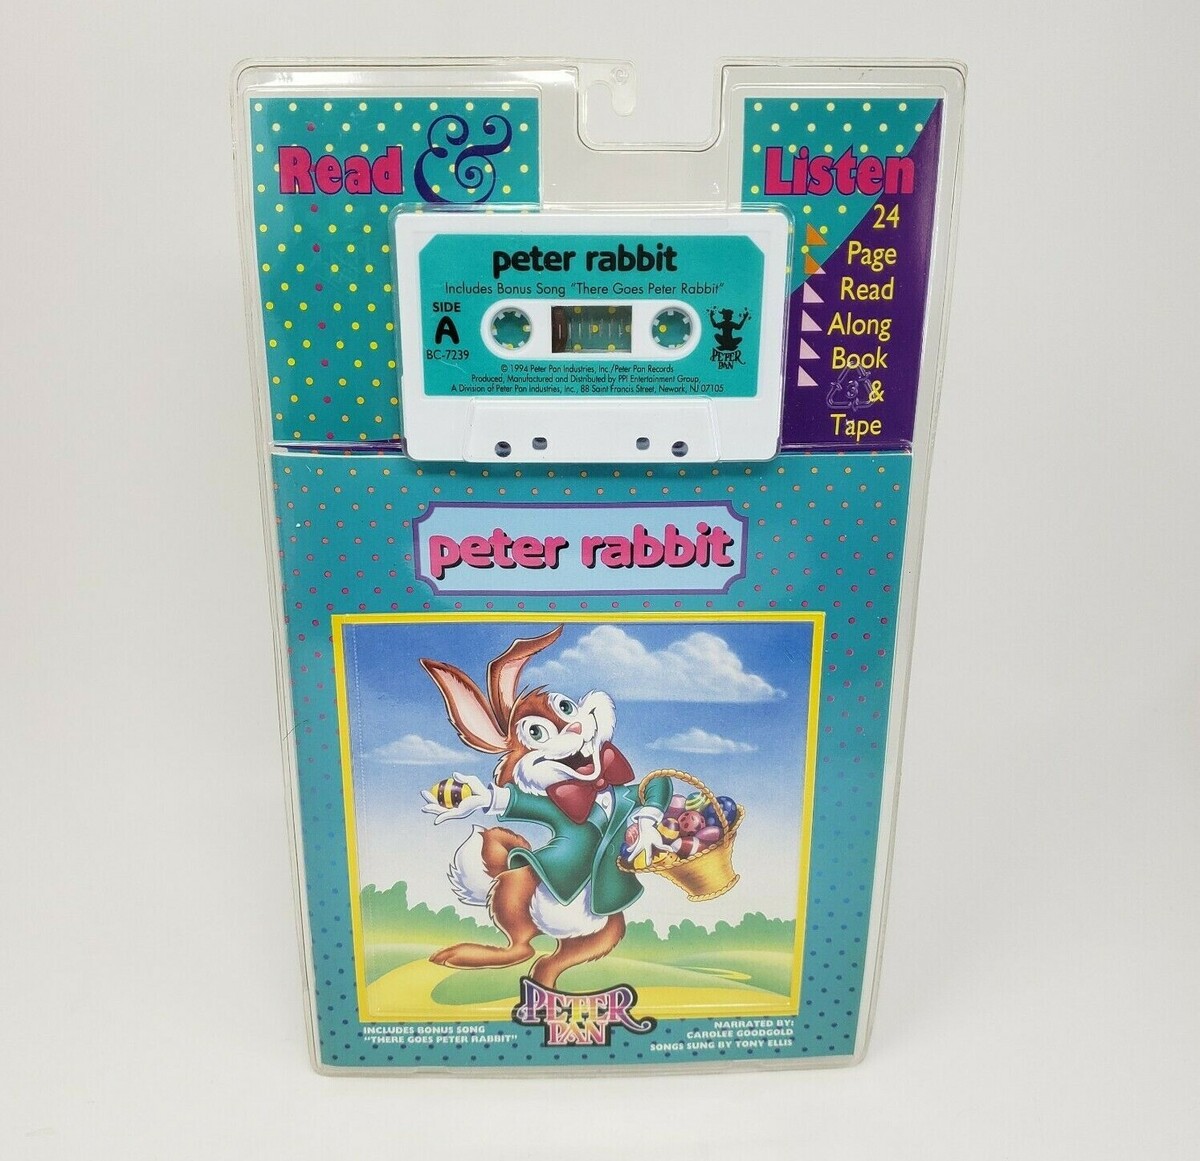 Read & Listen
24
Page
Read
Along
Book
&
Tape
3
peter rabbit
Includes Bonus Song "There Goes Peter Rabbit"
SIDE
A
BC-7239
PETER
PAN
© 1994 Peter Pan Industries, Inc./Peter Pan Records
Produced, Manufactured and Distributed by PPI Entertainment Group,
A Division of Peter Pan Industries, Inc., 88 Saint Francis Street, Newark, NJ 07105
peter rabbit
PETER
PAN
INCLUDES BONUS SONG
"THERE GOES PETER RABBIT"
NARRATED BY:
CAROLEE GOODGOLD
SONGS SUNG BY TONY ELLIS